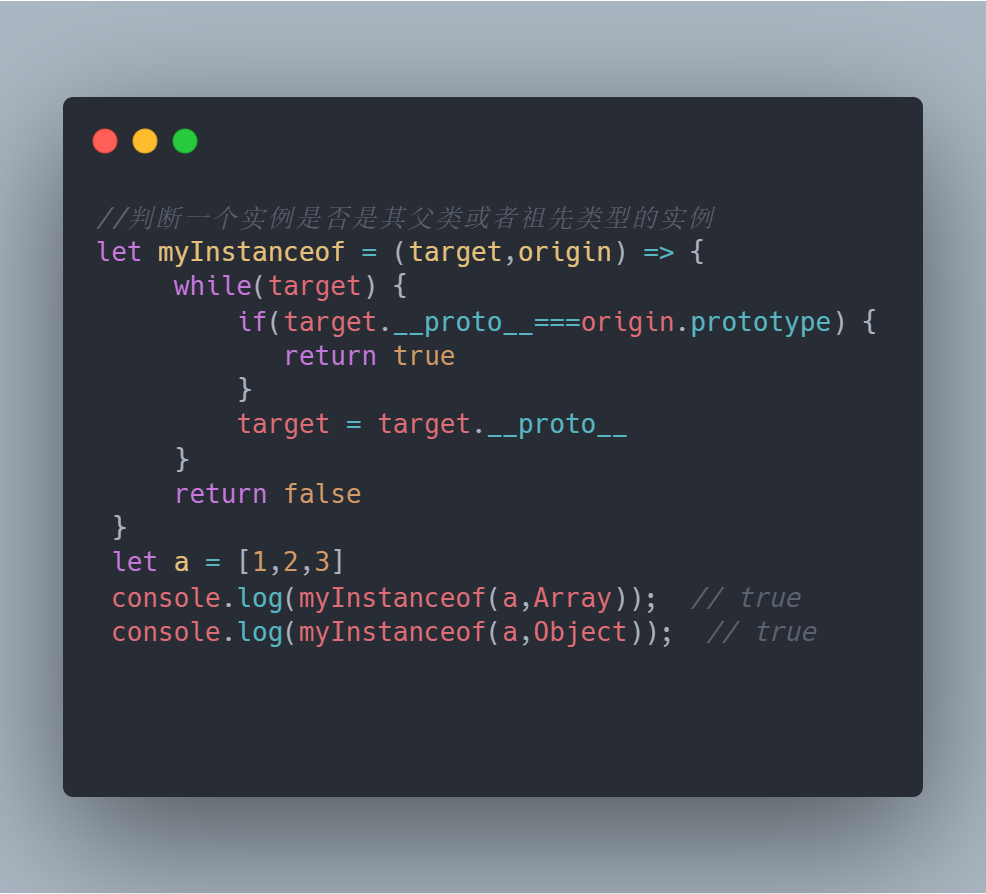 //判断一个实例是否是其父类或者祖先类型的实例
let myInstanceof = (target,origin) => {
     while(target) {
         if(target.__proto__===origin.prototype) {
            return true
         }
         target = target.__proto__
     }
     return false
 }
 let a = [1,2,3]
 console.log(myInstanceof(a,Array));  // true
 console.log(myInstanceof(a,Object));  // true